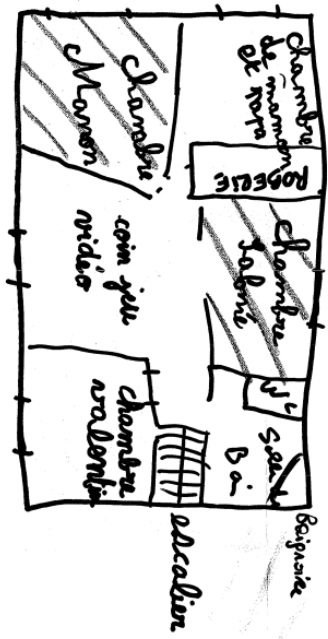 chambre
de maman
et papa
ROBERIE
chambre
Salomé
WC
Salle de
Bain
Baignoire
Chambre
Manon
coin jeu
vidéo
chambre
valentin
escalier